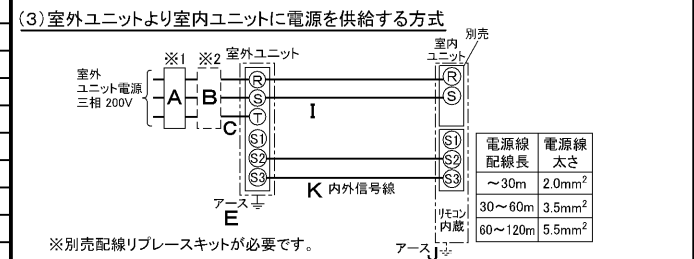 (3)室外ユニットより室内ユニットに電源を供給する方式
※1 ※2 室外ユニット
室内ユニット
別売
室外
ユニット電源
三相 200V
A
B
C
R
S
T
S1
S2
S3
I
K 内外信号線
R
S
S1
S2
S3
リモコン
内蔵
アース
E
アース
J
電源線配線長 電源線太さ
～30m 2.0mm²
30～60m 3.5mm²
60～120m 5.5mm²
※別売配線リプレースキットが必要です。